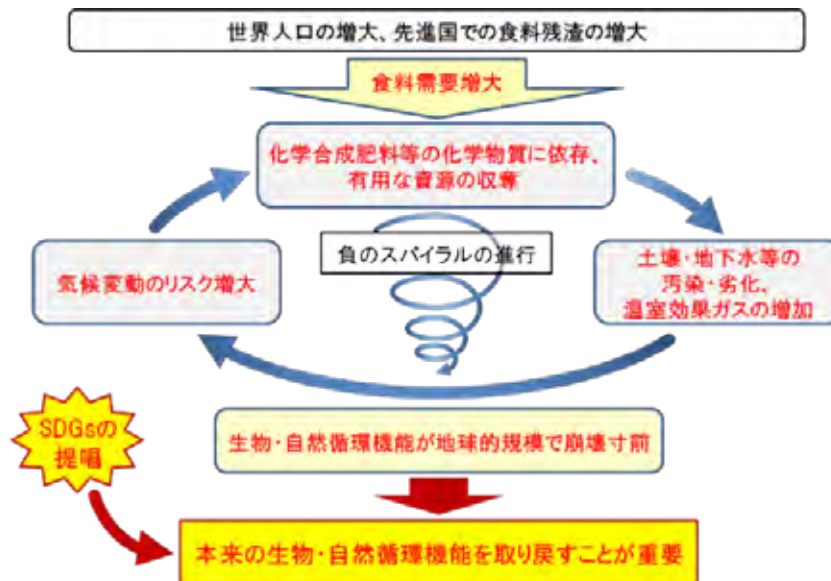 世界人口の増大、先進国での食料残渣の増大
食料需要増大
化学合成肥料等の化学物質に依存、
有用な資源の収奪
負のスパイラルの進行
気候変動のリスク増大
土壌・地下水等の
汚染・劣化、
温室効果ガスの増加
SDGsの
提唱
生物・自然循環機能が地球的規模で崩壊寸前
本来の生物・自然循環機能を取り戻すことが重要